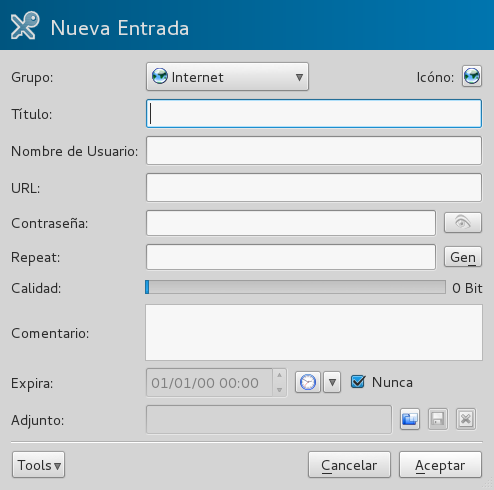 Nueva Entrada
Grupo: Internet Icóno:
Título:
Nombre de Usuario:
URL:
Contraseña:
Repeat: Gen
Calidad: 0 Bit
Comentario:
Expira: 01/01/00 00:00 Nunca
Adjunto:
Tools Cancelar Aceptar